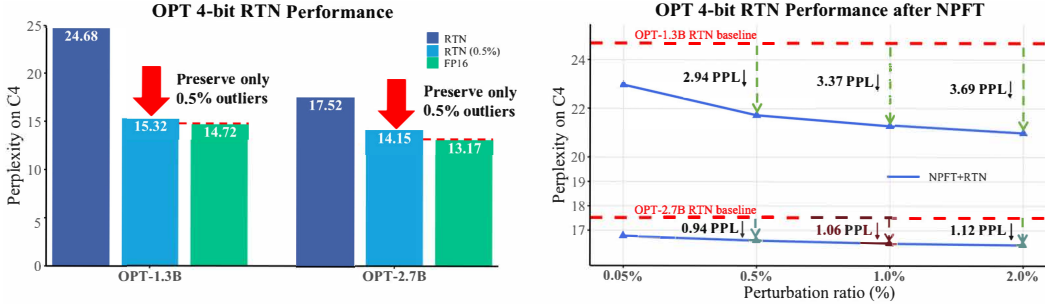 OPT 4-bit RTN Performance
Perplexity on C4
25
20
15
10
5
0
24.68
15.32
14.72
17.52
14.15
13.17
Preserve only
0.5% outliers
Preserve only
0.5% outliers
RTN
RTN (0.5%)
FP16
OPT-1.3B
OPT-2.7B
OPT 4-bit RTN Performance after NPFT
Perplexity on C4
24
22
21
19
18
17
OPT-1.3B RTN baseline
2.94 PPL
3.37 PPL
3.69 PPL
NPFT+RTN
OPT-2.7B RTN baseline
0.94 PPL
1.06 PPL
1.12 PPL
0.05%
0.5%
1.0%
2.0%
Perturbation ratio (%)